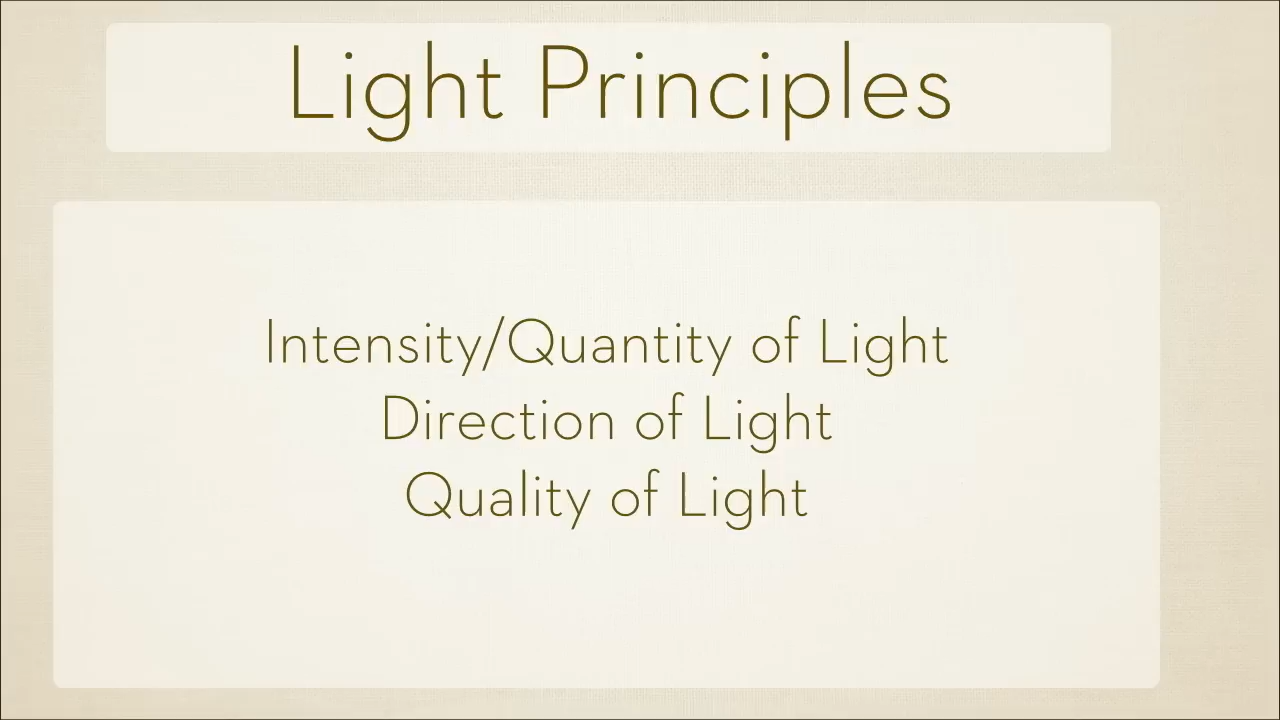 Light Principles
Intensity/Quantity of Light
Direction of Light
Quality of Light